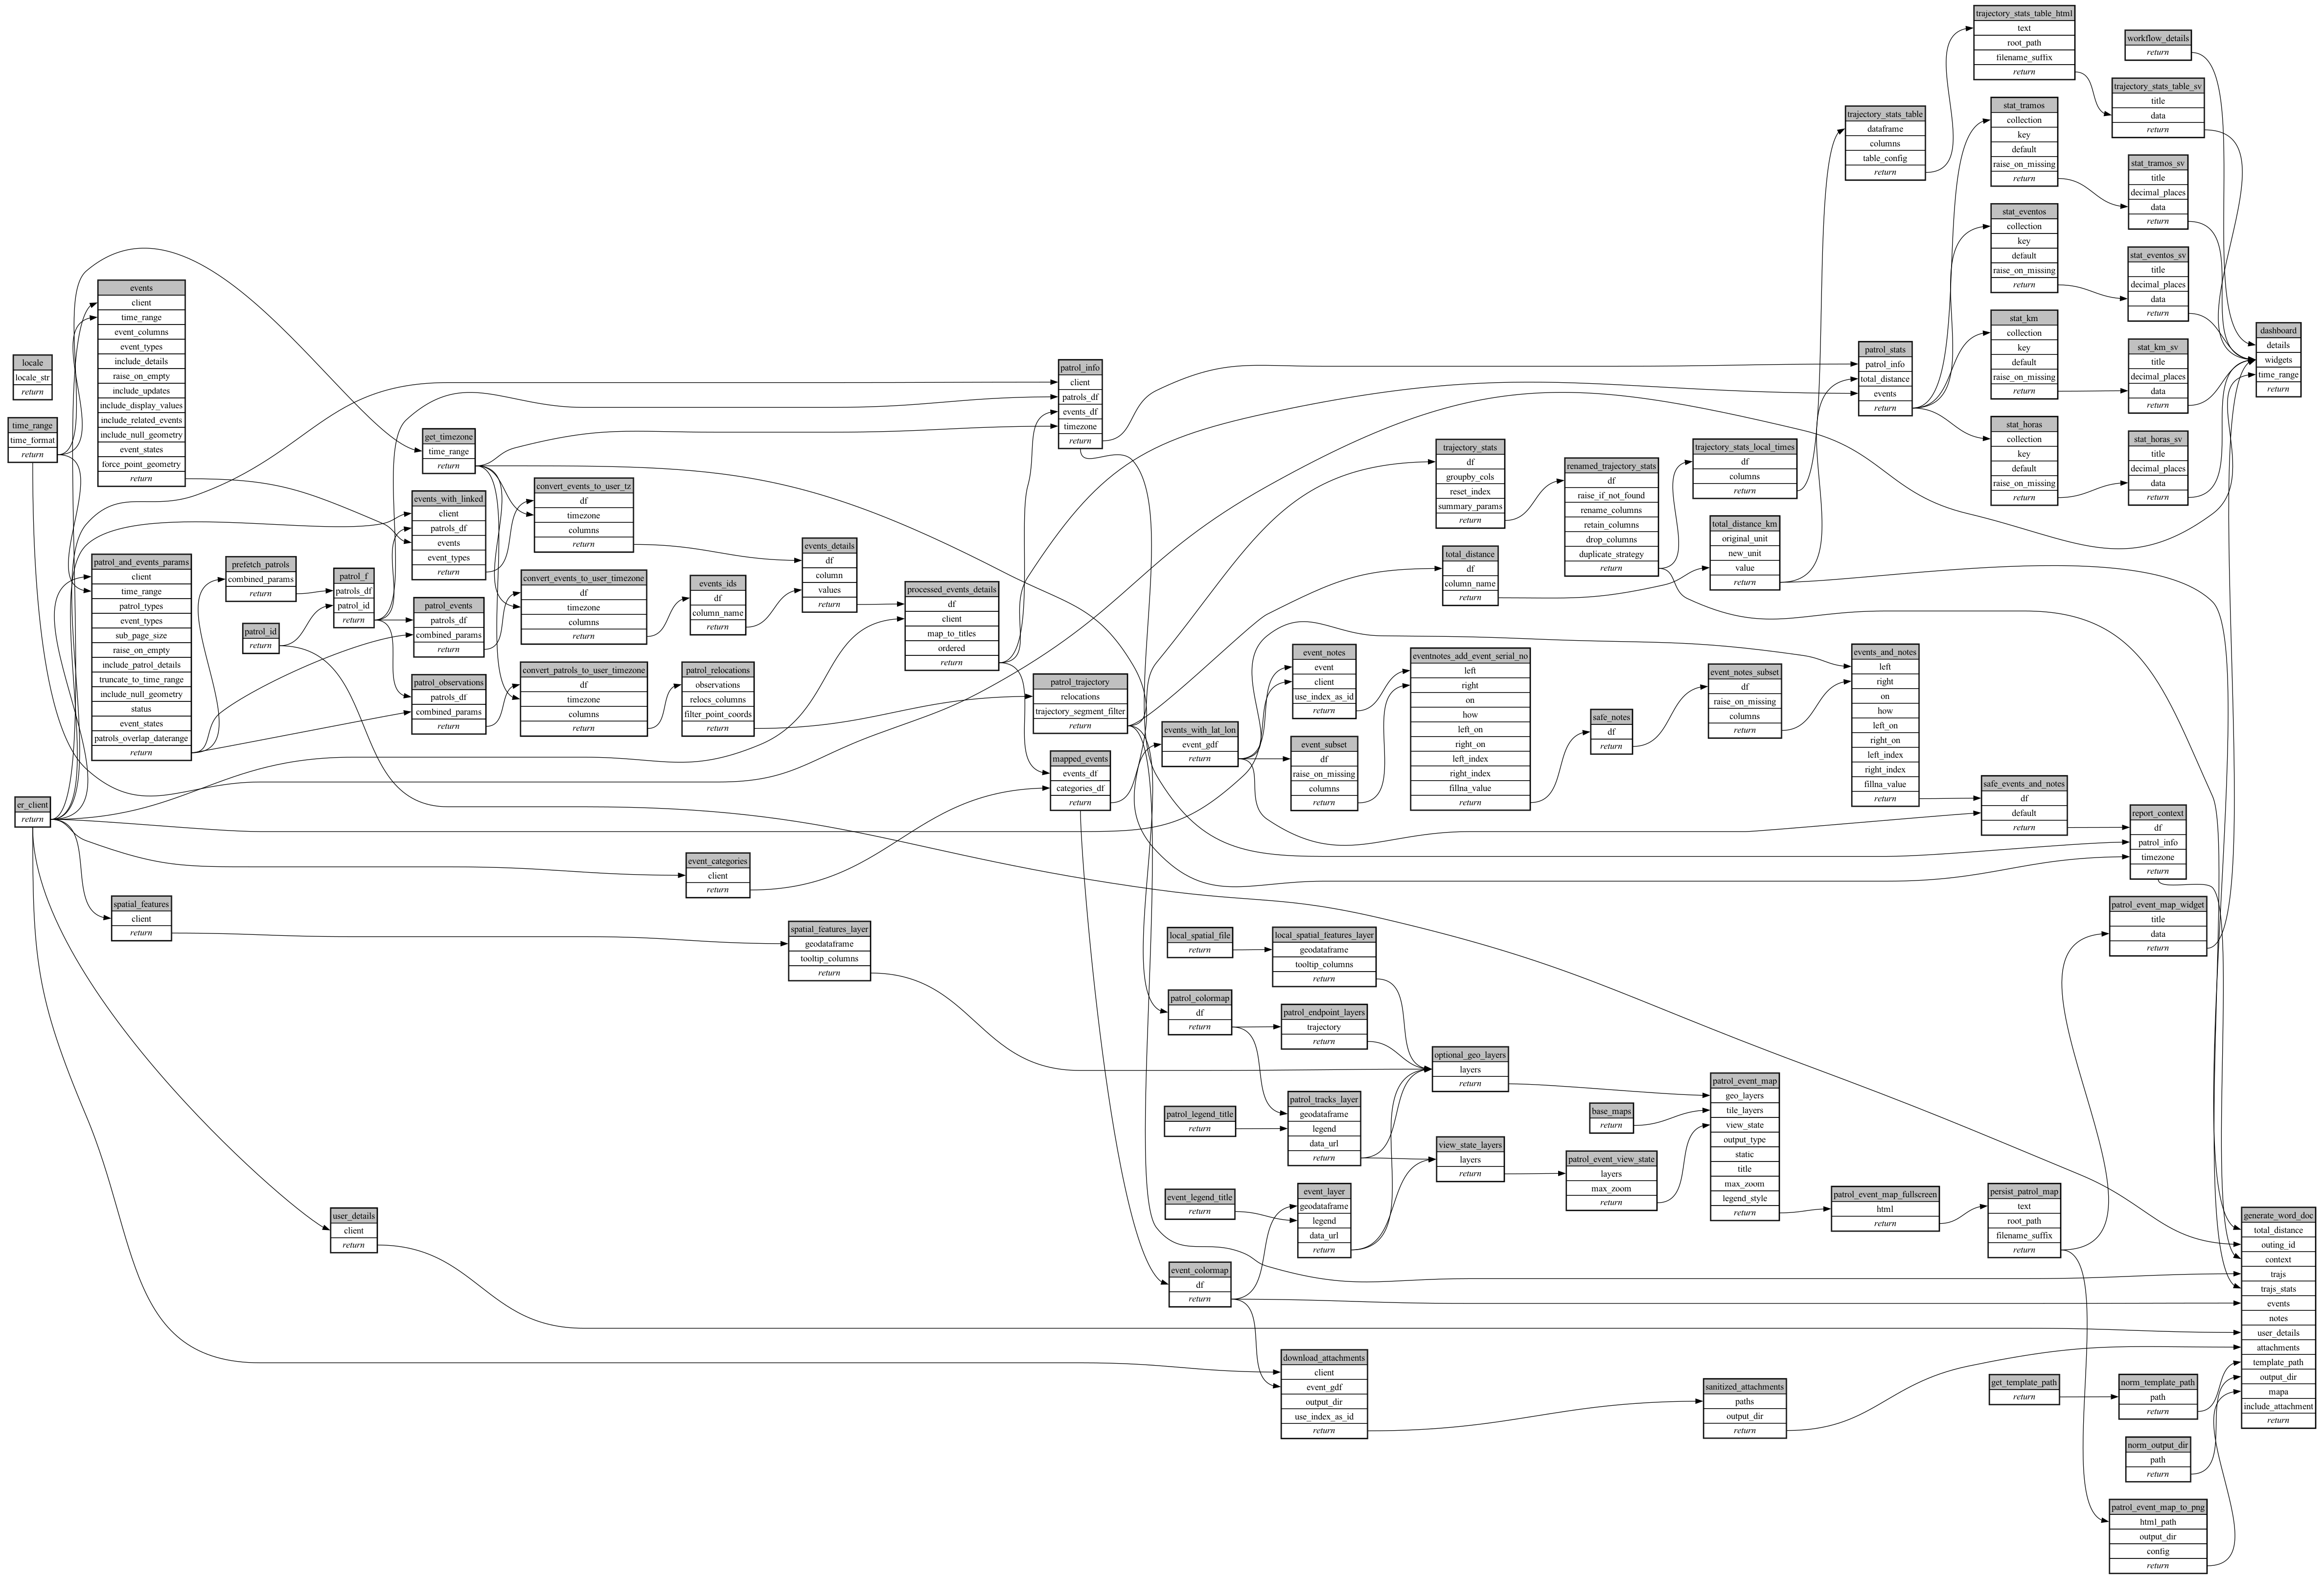 locale
locale_str
return
time_range
time_format
return
er_client
return
events
client
time_range
event_columns
event_types
include_details
raise_on_empty
include_updates
include_display_values
include_related_events
include_null_geometry
event_states
force_point_geometry
return
patrol_and_events_params
client
time_range
patrol_types
event_types
sub_page_size
raise_on_empty
include_patrol_details
truncate_to_time_range
include_null_geometry
status
event_states
patrols_overlap_daterange
return
spatial_features
client
return
prefetch_patrols
combined_params
return
patrol_id
return
patrol_f
patrols_df
patrol_id
return
user_details
client
return
get_timezone
time_range
return
events_with_linked
client
patrols_df
events
event_types
return
patrol_events
patrols_df
combined_params
return
patrol_observations
patrols_df
combined_params
return
convert_events_to_user_tz
df
timezone
columns
return
convert_events_to_user_timezone
df
timezone
columns
return
convert_patrols_to_user_timezone
df
timezone
columns
return
events_ids
df
column_name
return
patrol_relocations
observations
relocs_columns
filter_point_coords
return
event_categories
client
return
events_details
df
column
values
return
spatial_features_layer
geodataframe
tooltip_columns
return
processed_events_details
df
client
map_to_titles
ordered
return
patrol_info
client
patrols_df
events_df
timezone
return
patrol_trajectory
relocations
trajectory_segment_filter
return
mapped_events
events_df
categories_df
return
events_with_lat_lon
event_gdf
return
local_spatial_file
return
patrol_colormap
df
return
patrol_legend_title
return
event_legend_title
return
event_colormap
df
return
event_notes
event
client
use_index_as_id
return
event_subset
df
raise_on_missing
columns
return
local_spatial_features_layer
geodataframe
tooltip_columns
return
patrol_endpoint_layers
trajectory
return
patrol_tracks_layer
geodataframe
legend
data_url
return
event_layer
geodataframe
legend
data_url
return
download_attachments
client
event_gdf
output_dir
use_index_as_id
return
trajectory_stats
df
groupby_cols
reset_index
summary_params
return
total_distance
df
column_name
return
eventnotes_add_event_serial_no
left
right
on
how
left_on
right_on
left_index
right_index
fillna_value
return
optional_geo_layers
layers
return
view_state_layers
layers
return
renamed_trajectory_stats
df
raise_if_not_found
rename_columns
retain_columns
drop_columns
duplicate_strategy
return
safe_notes
df
return
base_maps
return
patrol_event_view_state
layers
max_zoom
return
trajectory_stats_local_times
df
columns
return
total_distance_km
original_unit
new_unit
value
return
event_notes_subset
df
raise_on_missing
columns
return
patrol_event_map
geo_layers
tile_layers
view_state
output_type
static
title
max_zoom
legend_style
return
sanitized_attachments
paths
output_dir
return
trajectory_stats_table
dataframe
columns
table_config
return
patrol_stats
patrol_info
total_distance
events
return
events_and_notes
left
right
on
how
left_on
right_on
left_index
right_index
fillna_value
return
patrol_event_map_fullscreen
html
return
trajectory_stats_table_html
text
root_path
filename_suffix
return
stat_tramos
collection
key
default
raise_on_missing
return
stat_eventos
collection
key
default
raise_on_missing
return
stat_km
collection
key
default
raise_on_missing
return
stat_horas
collection
key
default
raise_on_missing
return
safe_events_and_notes
df
default
return
persist_patrol_map
text
root_path
filename_suffix
return
get_template_path
return
workflow_details
return
trajectory_stats_table_sv
title
data
return
stat_tramos_sv
title
decimal_places
data
return
stat_eventos_sv
title
decimal_places
data
return
stat_km_sv
title
decimal_places
data
return
stat_horas_sv
title
decimal_places
data
return
report_context
df
patrol_info
timezone
return
patrol_event_map_widget
title
data
return
norm_template_path
path
return
norm_output_dir
path
return
patrol_event_map_to_png
html_path
output_dir
config
return
dashboard
details
widgets
time_range
return
generate_word_doc
total_distance
outing_id
context
trajs
trajs_stats
events
notes
user_details
attachments
template_path
output_dir
mapa
include_attachment
return